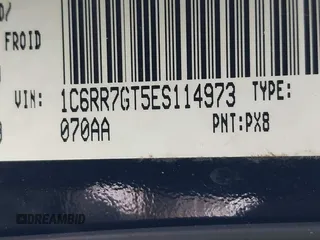 D/
FROID
VIN: 1C6RR7GT5ES114973 TYPE:
070AA PNT:PX8
DREAMBID